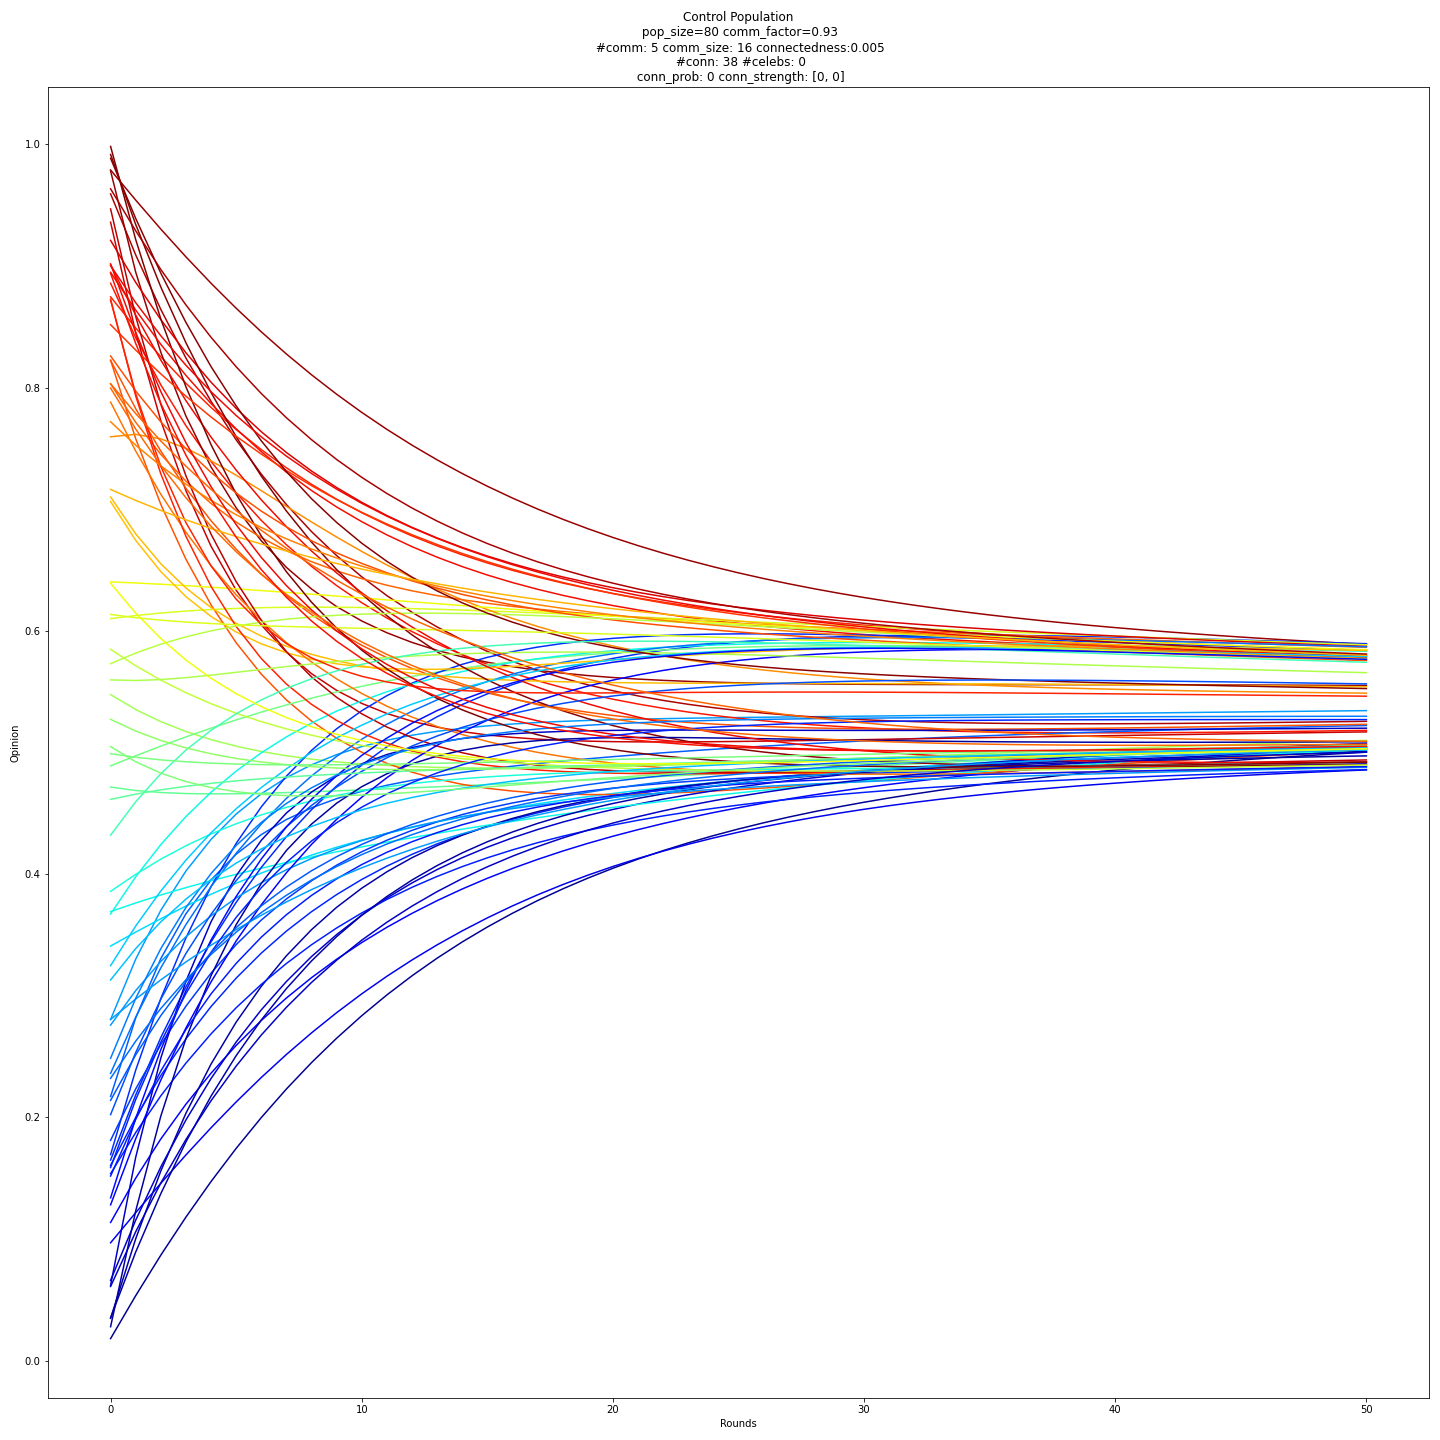 Control Population
pop_size=80 comm_factor=0.93
#comm: 5 comm_size: 16 connectedness:0.005
#conn: 38 #celebs: 0
conn_prob: 0 conn_strength: [0, 0]
1.0
0.8
0.6
Opinion
0.4
0.2
0.0
0 10 20 30 40 50
Rounds